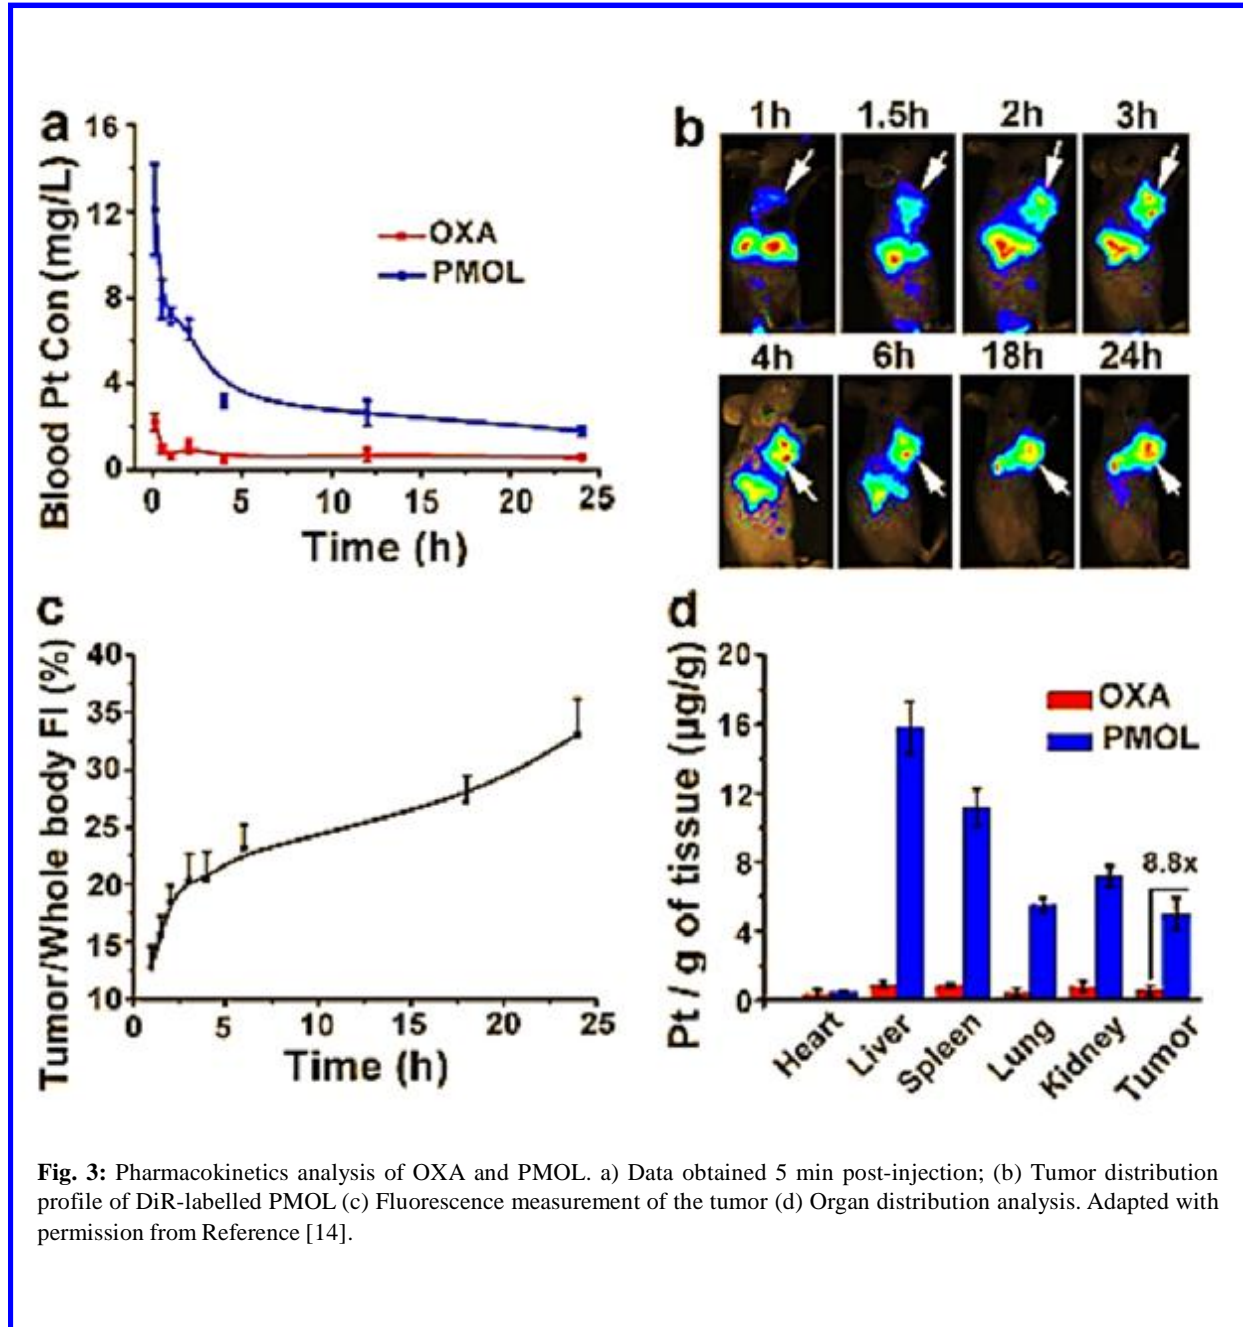 a
Blood Pt Con (mg/L)
16
12
8
4
0
OXA
PMOL
0 5 10 15 20 25
Time (h)
b
1h 1.5h 2h 3h
4h 6h 18h 24h
c
Tumor/Whole body FI (%)
40
35
30
25
20
15
10
0 5 10 15 20 25
Time (h)
d
Pt / g of tissue (µg/g)
20
16
12
8
4
0
OXA
PMOL
8.8x
Heart Liver Spleen Lung Kidney Tumor
Fig. 3: Pharmacokinetics analysis of OXA and PMOL. a) Data obtained 5 min post-injection; (b) Tumor distribution
profile of DiR-labelled PMOL (c) Fluorescence measurement of the tumor (d) Organ distribution analysis. Adapted with
permission from Reference [14].